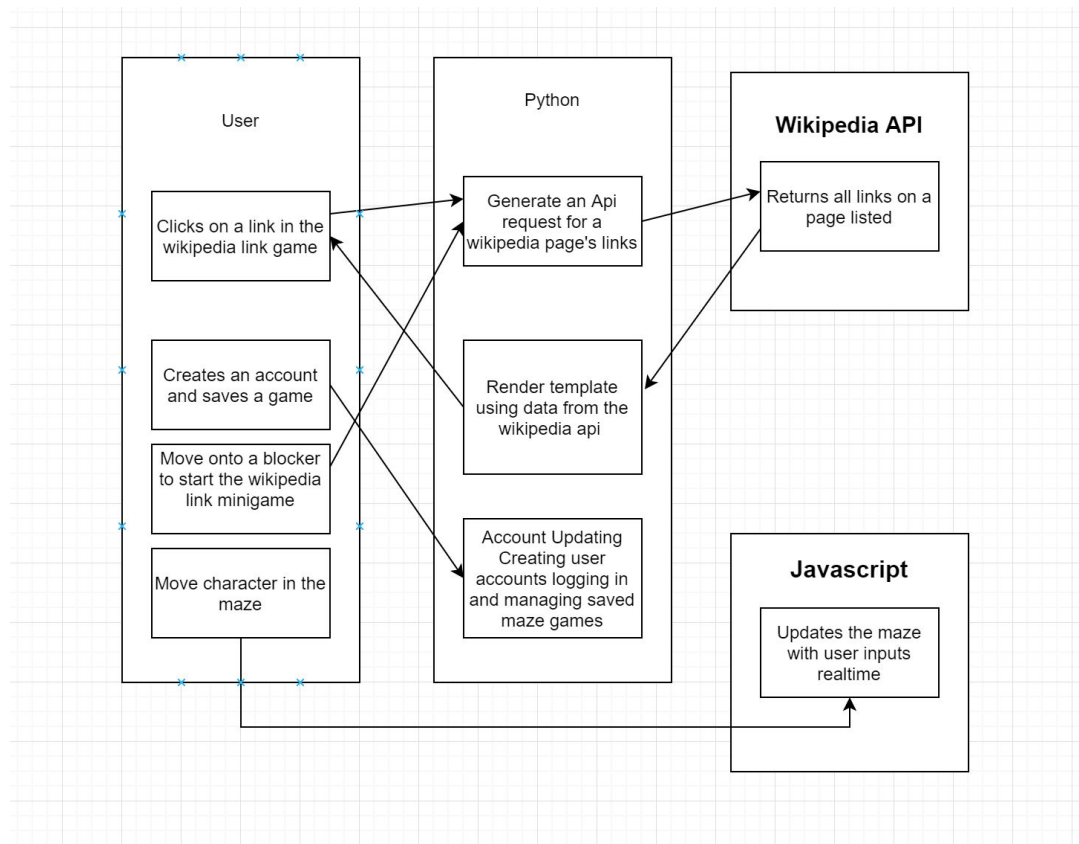 User
Clicks on a link in the
wikipedia link game
Creates an account
and saves a game
Move onto a blocker
to start the wikipedia
link minigame
Move character in the
maze
Python
Generate an Api
request for a
wikipedia page's links
Render template
using data from the
wikipedia api
Account Updating
Creating user
accounts logging in
and managing saved
maze games
Wikipedia API
Returns all links on a
page listed
Javascript
Updates the maze
with user inputs
realtime